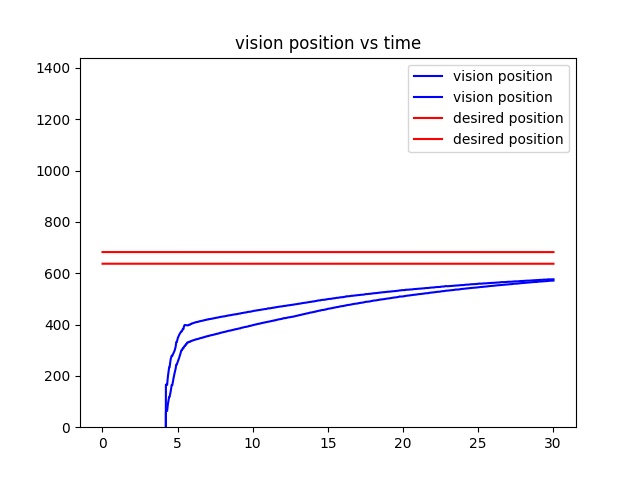 vision position vs time
1400
1200
1000
800
600
400
200
0
vision position
vision position
desired position
desired position
0 5 10 15 20 25 30